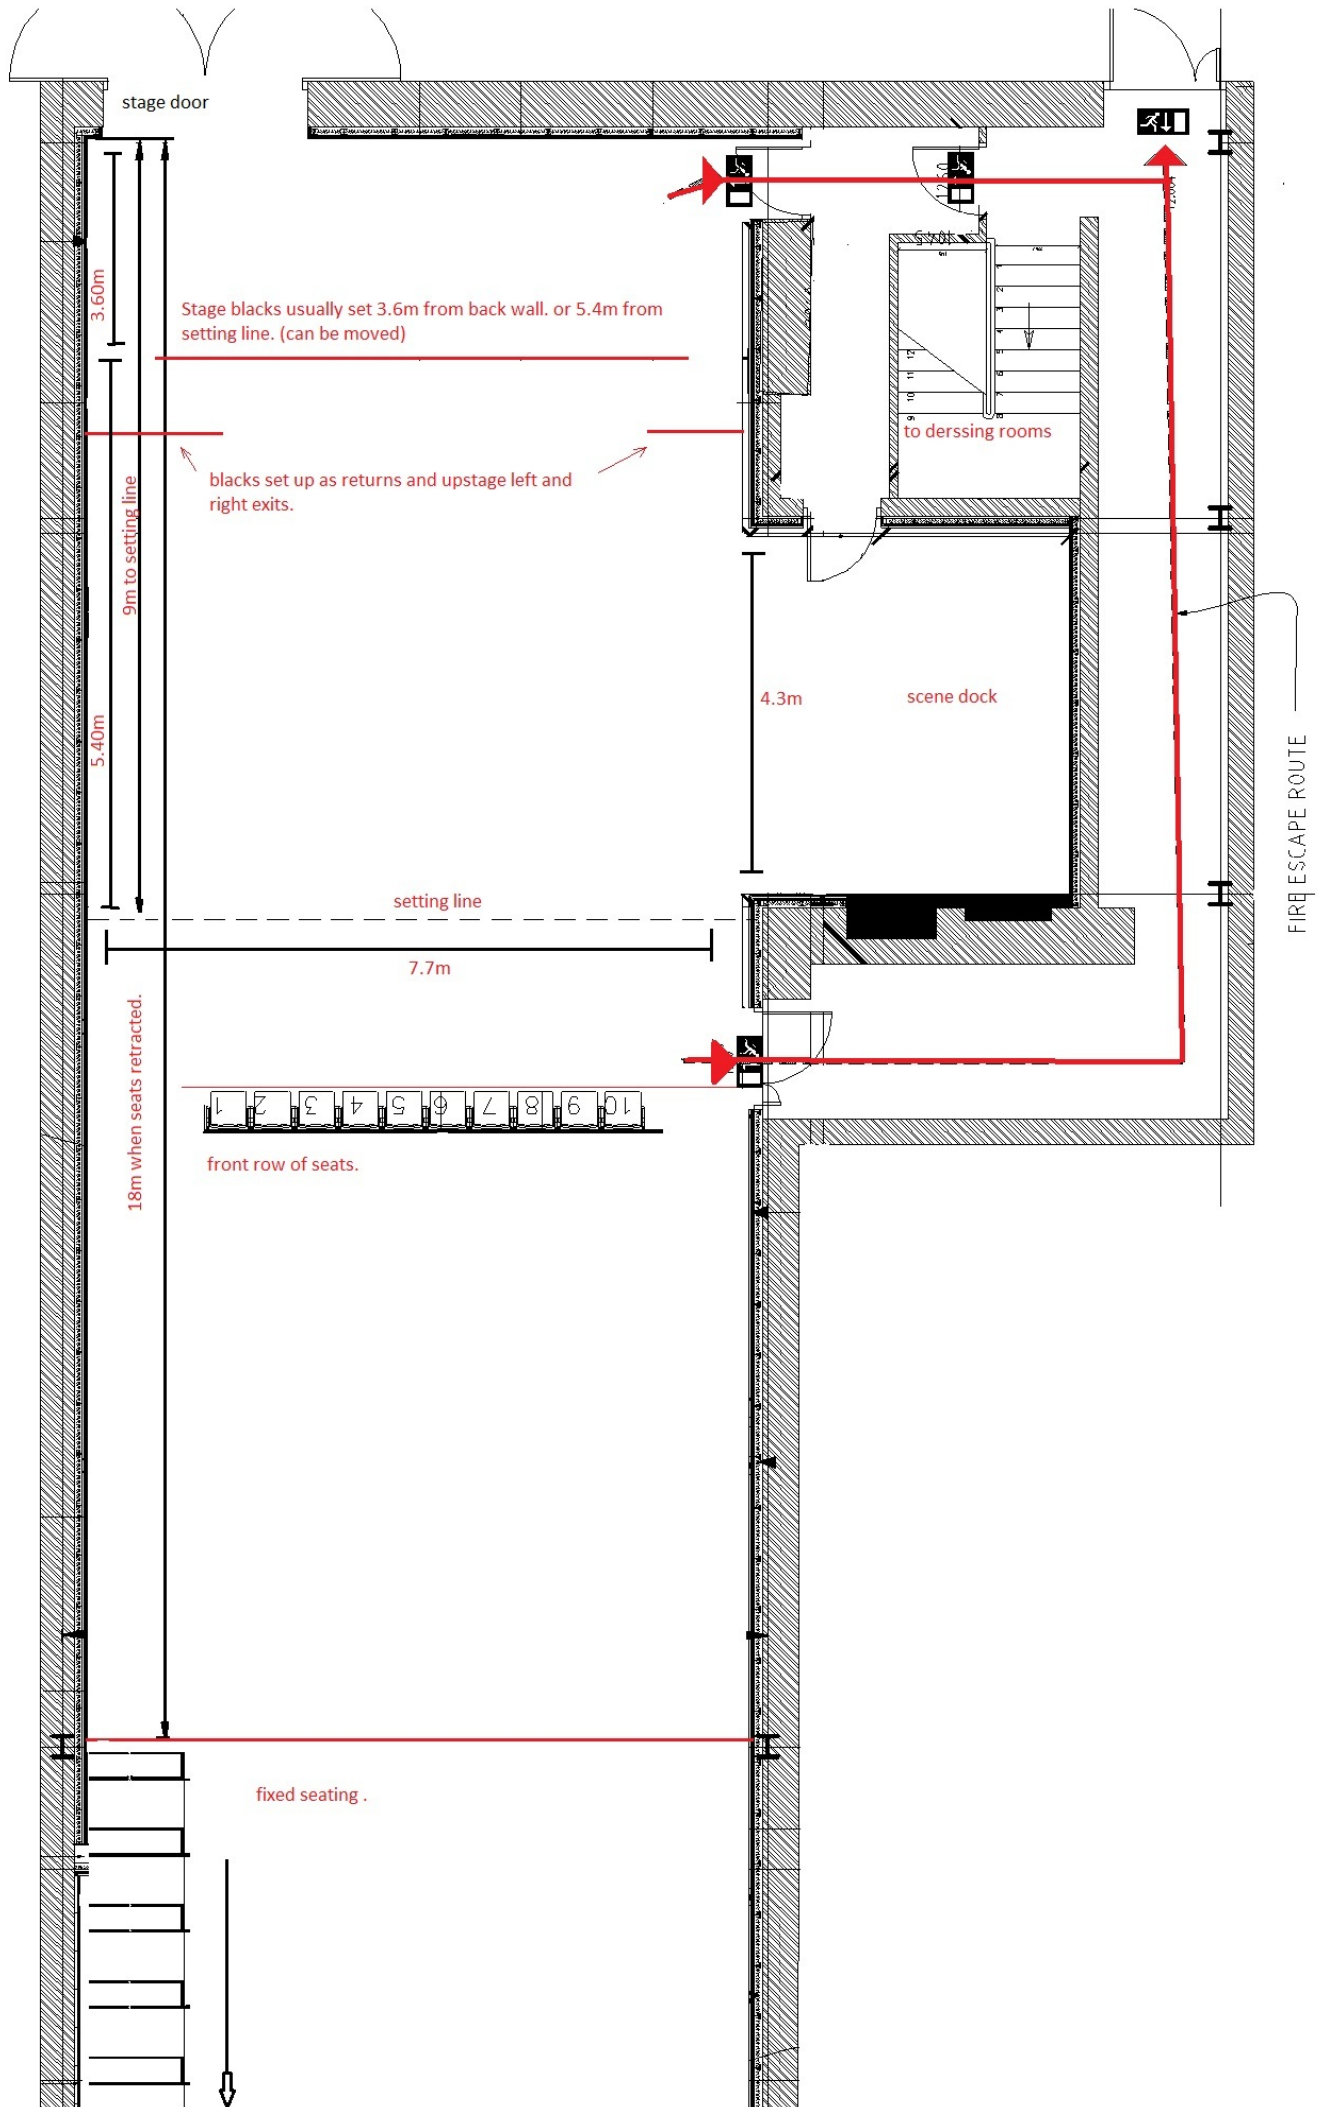 stage door
3.60m
Stage blacks usually set 3.6m from back wall. or 5.4m from
setting line. (can be moved)
to derssing rooms
blacks set up as returns and upstage left and
right exits.
9m to setting line
5.40m
4.3m
scene dock
FIRE ESCAPE ROUTE
setting line
7.7m
18m when seats retracted.
1 2 3 4 5 6 7 8 9 10
front row of seats.
fixed seating .